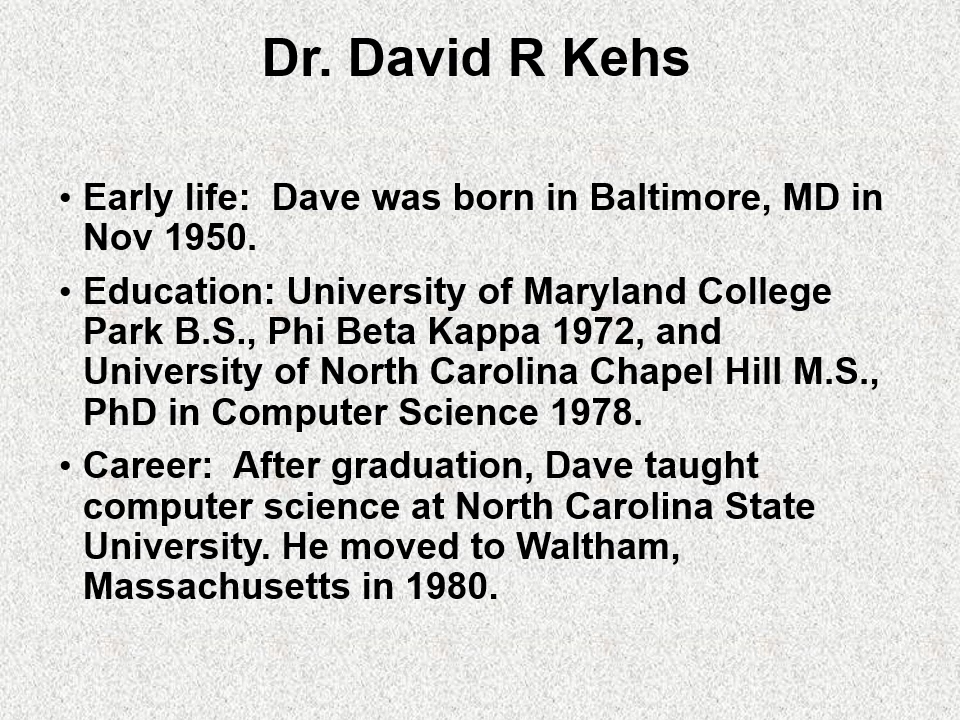 Dr. David R Kehs
• Early life:  Dave was born in Baltimore, MD in
Nov 1950.
• Education: University of Maryland College
Park B.S., Phi Beta Kappa 1972, and
University of North Carolina Chapel Hill M.S.,
PhD in Computer Science 1978.
• Career:  After graduation, Dave taught
computer science at North Carolina State
University. He moved to Waltham,
Massachusetts in 1980.